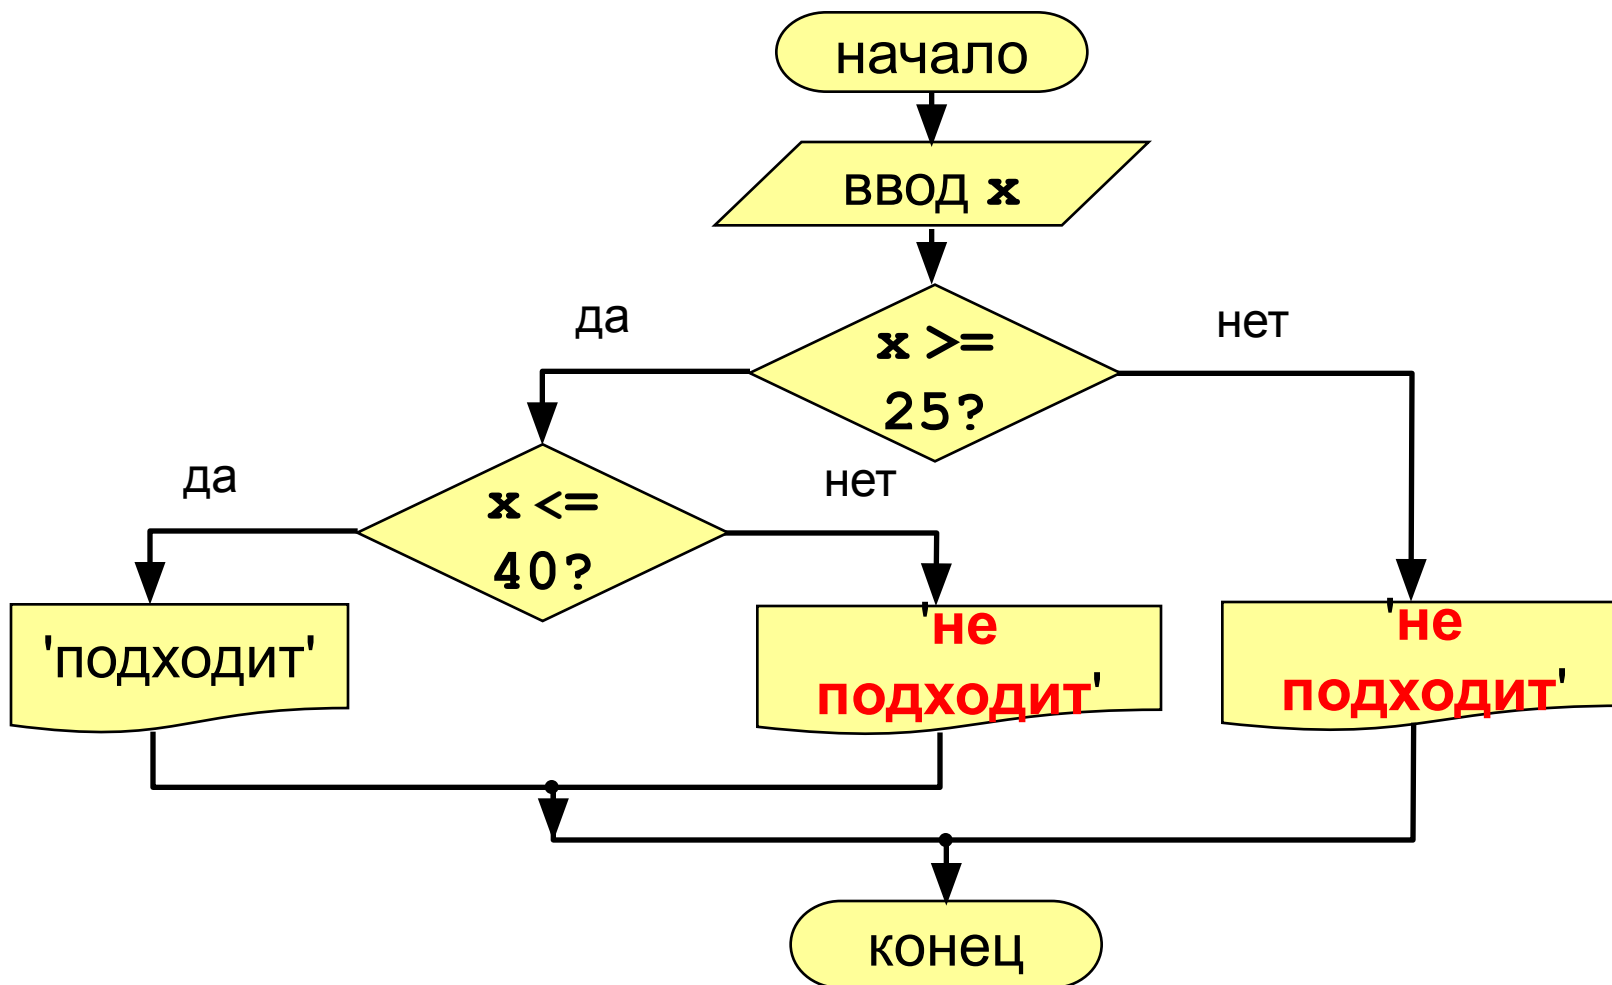 начало
ввод x
да
нет
x >=
25?
да
нет
x <=
40?
'подходит'
'не
подходит'
'не
подходит'
конец